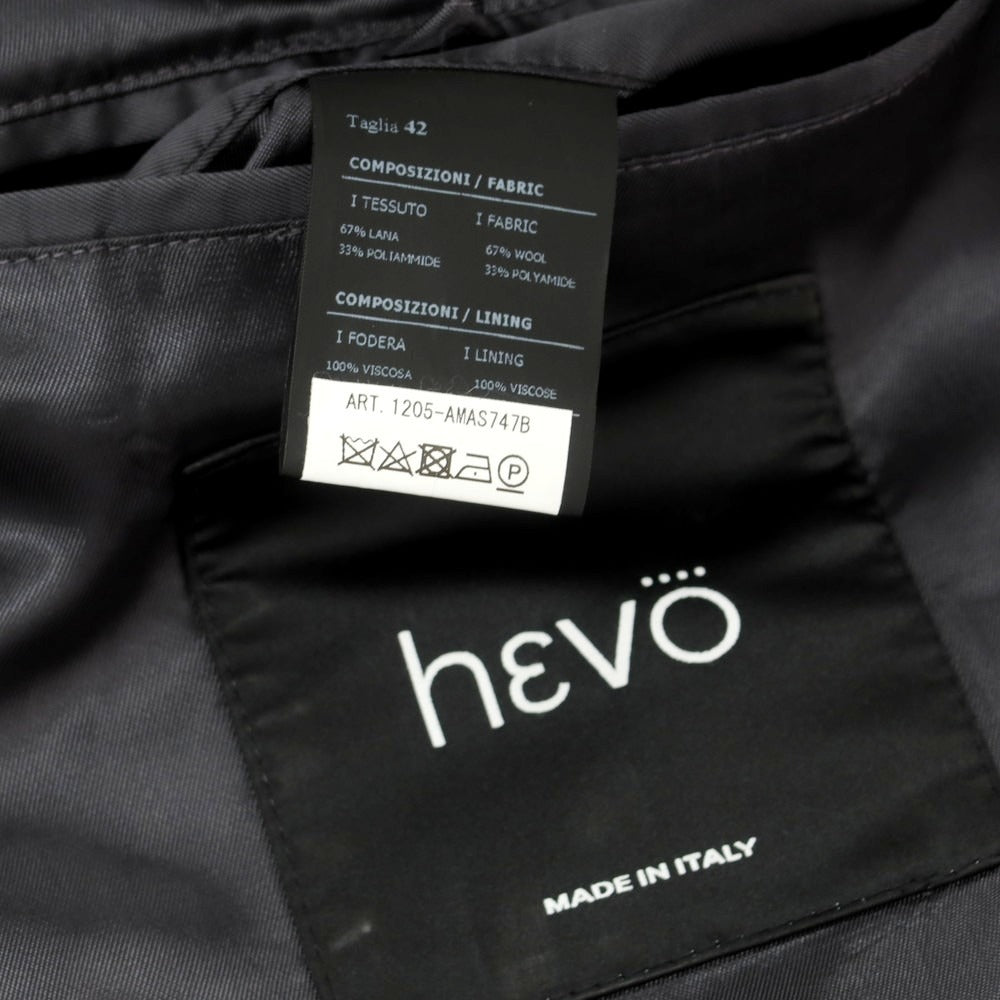 Taglia 42
COMPOSIZIONI / FABRIC
I TESSUTO I FABRIC
67% LANA 67% WOOL
33% POLIAMMIDE 33% POLYAMIDE
COMPOSIZIONI / LINING
I FODERA I LINING
100% VISCOSA 100% VISCOSE
ART. 1205-AMAS747B
P
hεvö
MADE IN ITALY